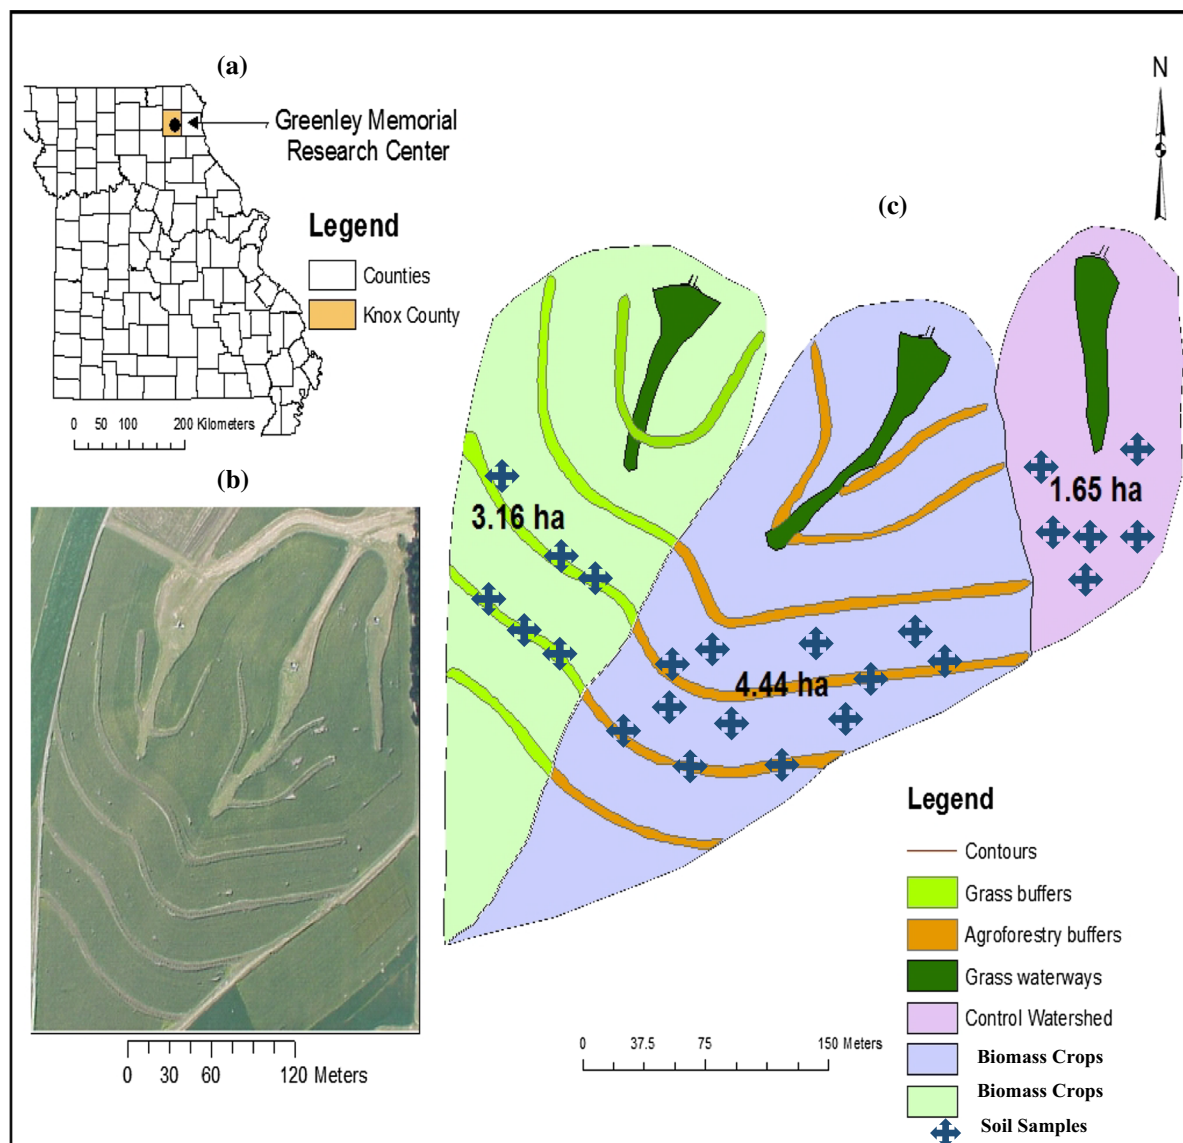 (a)
Greenley Memorial
Research Center
Legend
Counties
Knox County
0 50 100 200 Kilometers
(b)
0 30 60 120 Meters
N
(c)
3.16 ha
4.44 ha
1.65 ha
0 37.5 75 150 Meters
Legend
Contours
Grass buffers
Agroforestry buffers
Grass waterways
Control Watershed
Biomass Crops
Biomass Crops
Soil Samples